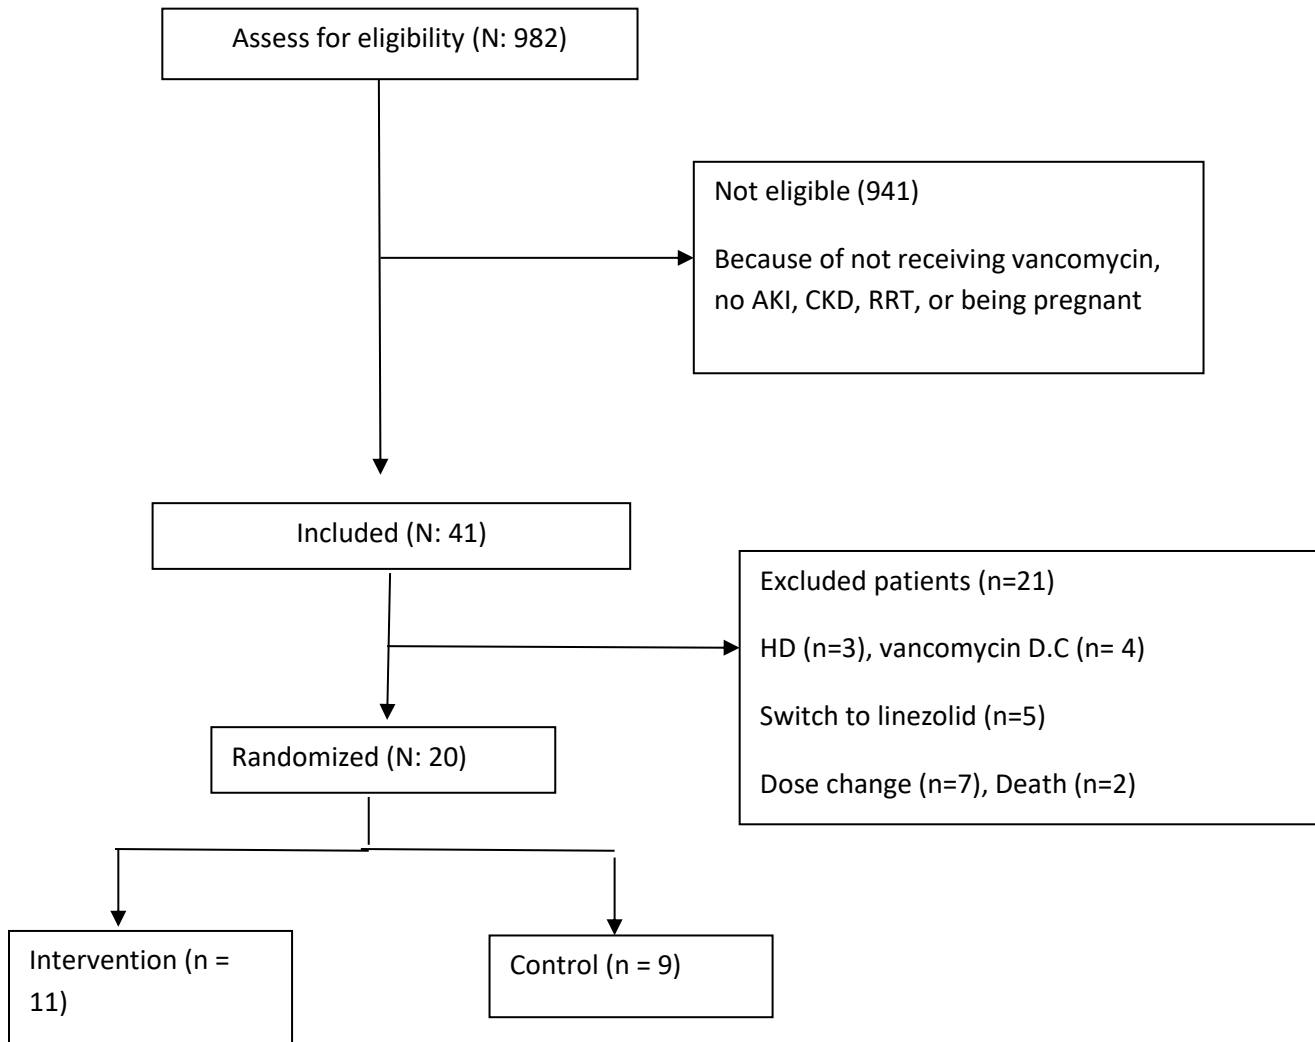 Assess for eligibility (N: 982)
Not eligible (941)
Because of not receiving vancomycin,
no AKI, CKD, RRT, or being pregnant
Included (N: 41)
Excluded patients (n=21)
HD (n=3), vancomycin D.C (n= 4)
Switch to linezolid (n=5)
Dose change (n=7), Death (n=2)
Randomized (N: 20)
Intervention (n =
11)
Control (n = 9)